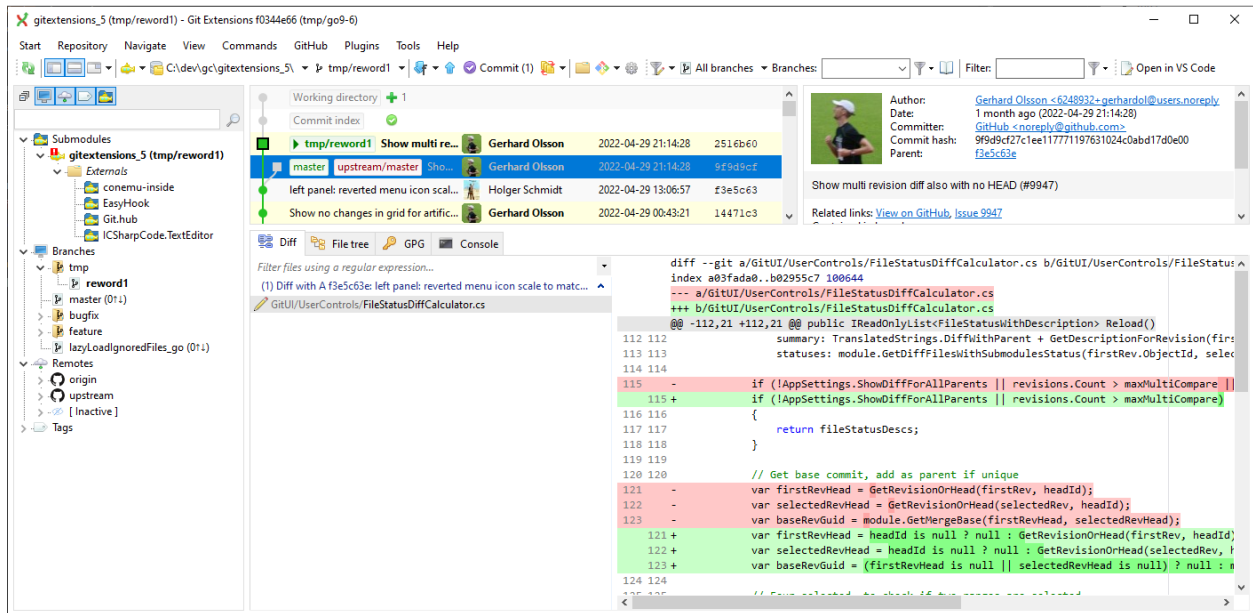 gitextensions_5 (tmp/reword1) - Git Extensions f0344e66 (tmp/go9-6)
Start Repository Navigate View Commands GitHub Plugins Tools Help
C:\dev\gc\gitextensions_5\ tmp/reword1 Commit (1) All branches Branches: Filter: Open in VS Code
Submodules
gitextensions_5 (tmp/reword1)
Externals
conemu-inside
EasyHook
Git.hub
ICSharpCode.TextEditor
Branches
tmp
reword1
master (0↑↓)
bugfix
feature
lazyLoadIgnoredFiles_go (0↑↓)
Remotes
origin
upstream
[ Inactive ]
Tags
Working directory 1
Commit index
tmp/reword1 Show multi re... Gerhard Olsson 2022-04-29 21:14:28 2516b60
master upstream/master Sho... Gerhard Olsson 2022-04-29 21:14:28 9f9d9cf
left panel: reverted menu icon scal... Holger Schmidt 2022-04-29 13:06:57 f3e5c63
Show no changes in grid for artific... Gerhard Olsson 2022-04-29 00:43:21 14471c3
Author: Gerhard Olsson <6248932+gerhardol@users.noreply
Date: 1 month ago (2022-04-29 21:14:28)
Committer: GitHub <noreply@github.com>
Commit hash: 9f9d9cf27c1ee117771197631024c0abd17d0e00
Parent: f3e5c63e
Show multi revision diff also with no HEAD (#9947)
Related links: View on GitHub, Issue 9947
Diff File tree GPG Console
Filter files using a regular expression...
(1) Diff with A f3e5c63e: left panel: reverted menu icon scale to matc...
GitUI/UserControls/FileStatusDiffCalculator.cs
diff --git a/GitUI/UserControls/FileStatusDiffCalculator.cs b/GitUI/UserControls/FileStatus
index a03fada0..b02955c7 100644
--- a/GitUI/UserControls/FileStatusDiffCalculator.cs
+++ b/GitUI/UserControls/FileStatusDiffCalculator.cs
@@ -112,21 +112,21 @@ public IReadOnlyList<FileStatusWithDescription> Reload()
112 112 summary: TranslatedStrings.DiffWithParent + GetDescriptionForRevision(firs
113 113 statuses: module.GetDiffFilesWithSubmodulesStatus(firstRev.ObjectId, selec
114 114
115 - if (!AppSettings.ShowDiffForAllParents || revisions.Count > maxMultiCompare ||
115 + if (!AppSettings.ShowDiffForAllParents || revisions.Count > maxMultiCompare)
116 116 {
117 117 return fileStatusDescs;
118 118 }
119 119
120 120 // Get base commit, add as parent if unique
121 - var firstRevHead = GetRevisionOrHead(firstRev, headId);
122 - var selectedRevHead = GetRevisionOrHead(selectedRev, headId);
123 - var baseRevGuid = module.GetMergeBase(firstRevHead, selectedRevHead);
121 + var firstRevHead = headId is null ? null : GetRevisionOrHead(firstRev, headId)
122 + var selectedRevHead = headId is null ? null : GetRevisionOrHead(selectedRev, h
123 + var baseRevGuid = (firstRevHead is null || selectedRevHead is null) ? null : m
124 124